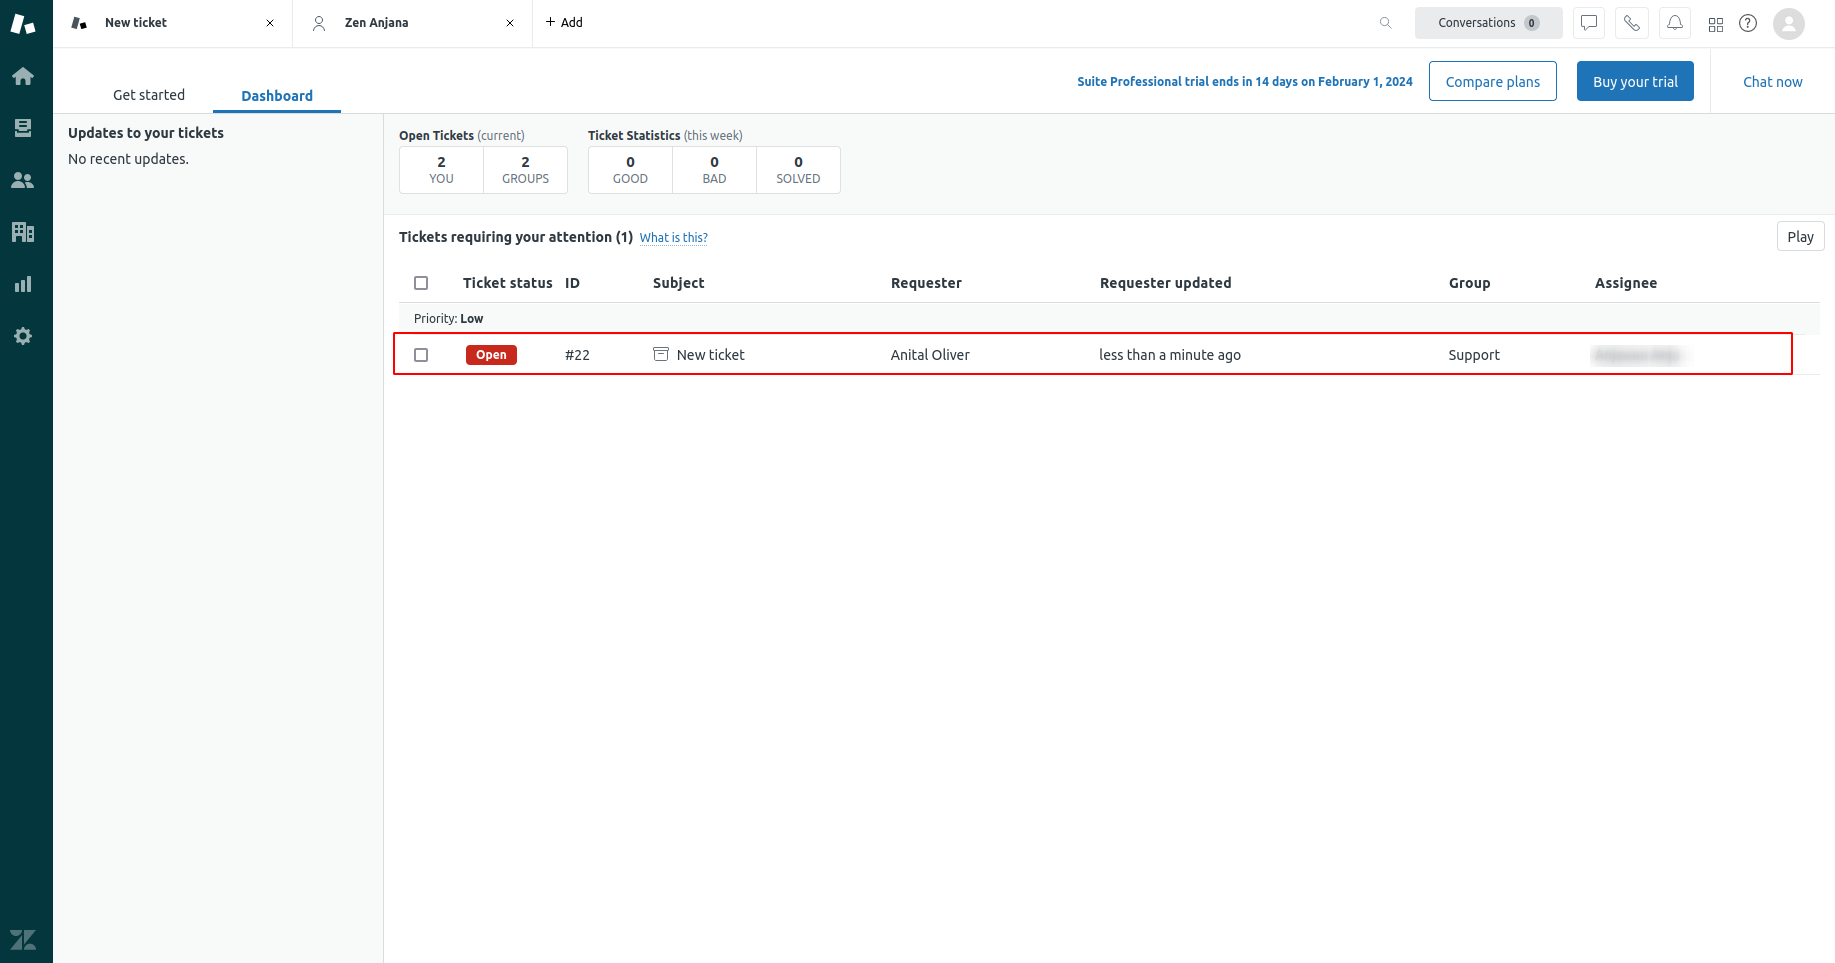 New ticket
Zen Anjana
+ Add
Conversations 0
Suite Professional trial ends in 14 days on February 1, 2024
Compare plans
Buy your trial
Chat now
Get started
Dashboard
Updates to your tickets
No recent updates.
Open Tickets (current)
2 2
YOU GROUPS
Ticket Statistics (this week)
0 0 0
GOOD BAD SOLVED
Tickets requiring your attention (1) What is this?
Play
Ticket status ID Subject Requester Requester updated Group Assignee
Priority: Low
Open #22 New ticket Anital Oliver less than a minute ago Support